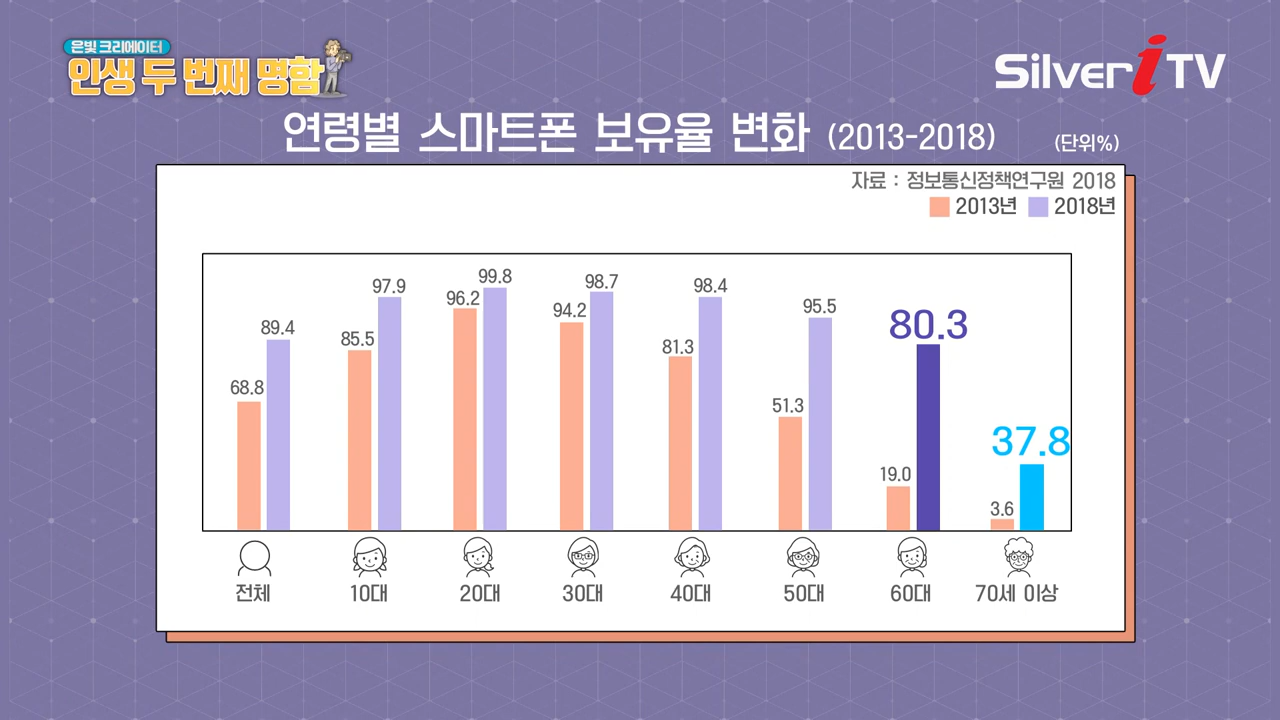 은빛 크리에이터
인생 두 번째 명함
Silver i TV
연령별 스마트폰 보유율 변화 (2013-2018)
(단위%)
자료 : 정보통신정책연구원 2018
2013년 2018년
68.8 89.4
85.5 97.9
96.2 99.8
94.2 98.7
81.3 98.4
51.3 95.5
19.0 80.3
3.6 37.8
전체 10대 20대 30대 40대 50대 60대 70세 이상